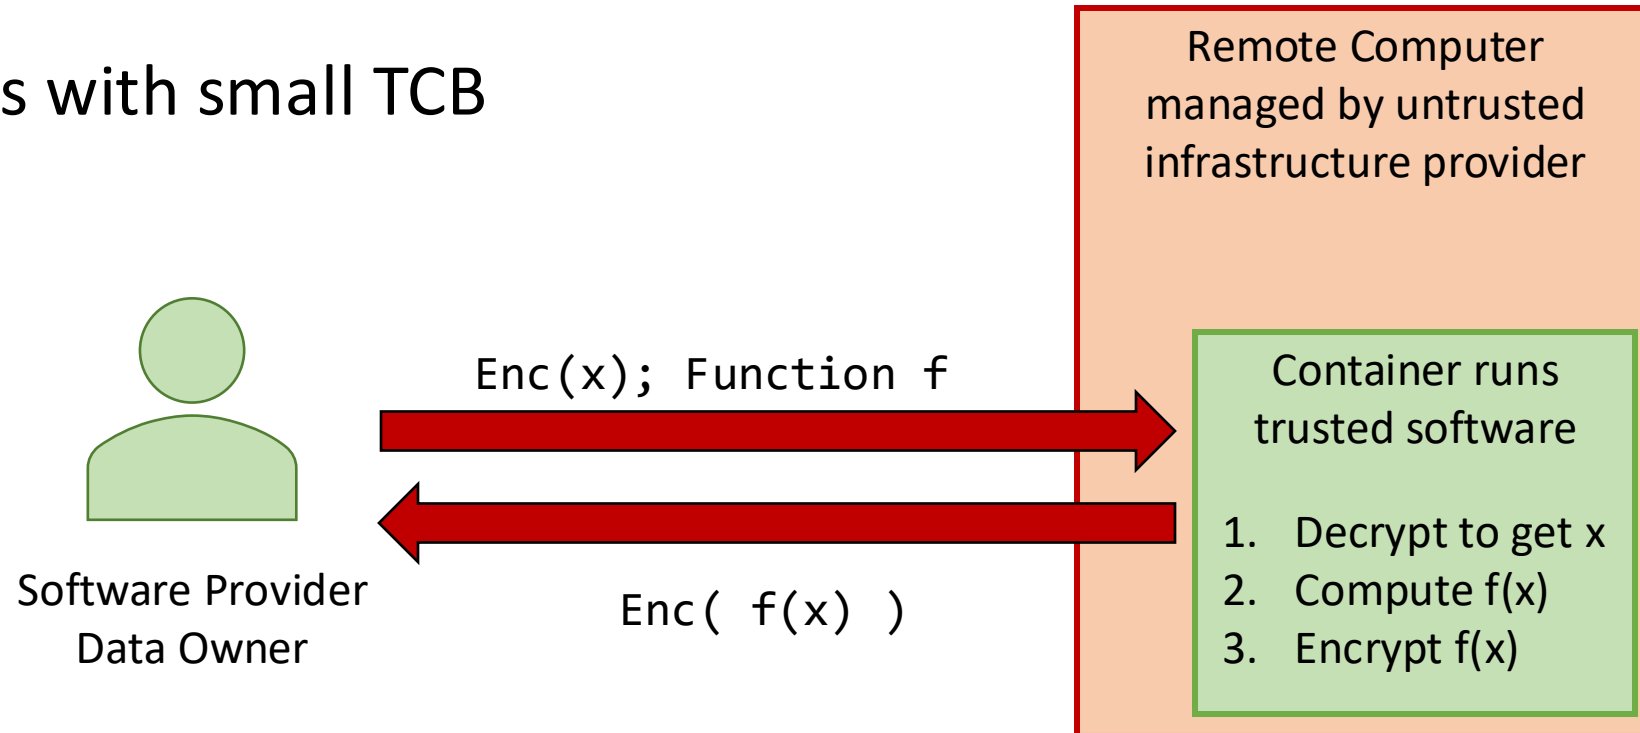 s with small TCB
Remote Computer
managed by untrusted
infrastructure provider
Enc(x); Function f
Enc( f(x) )
Software Provider
Data Owner
Container runs
trusted software
1. Decrypt to get x
2. Compute f(x)
3. Encrypt f(x)